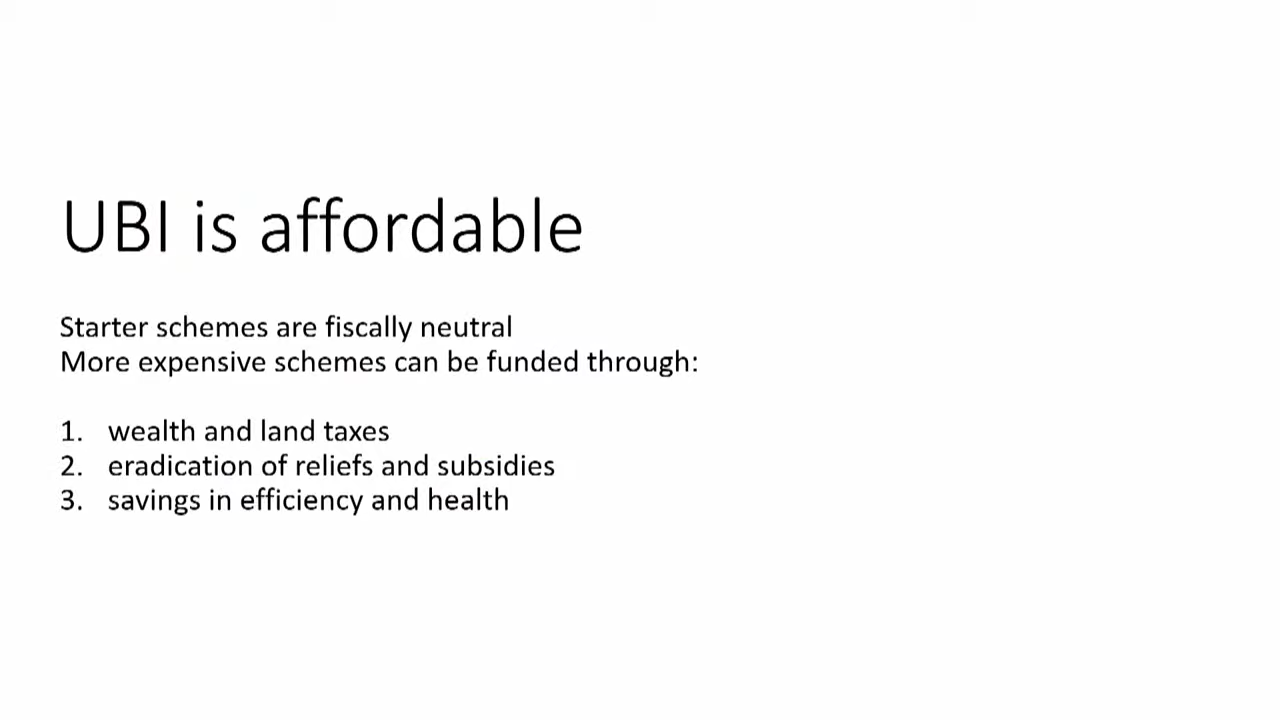 UBI is affordable
Starter schemes are fiscally neutral
More expensive schemes can be funded through:
1. wealth and land taxes
2. eradication of reliefs and subsidies
3. savings in efficiency and health